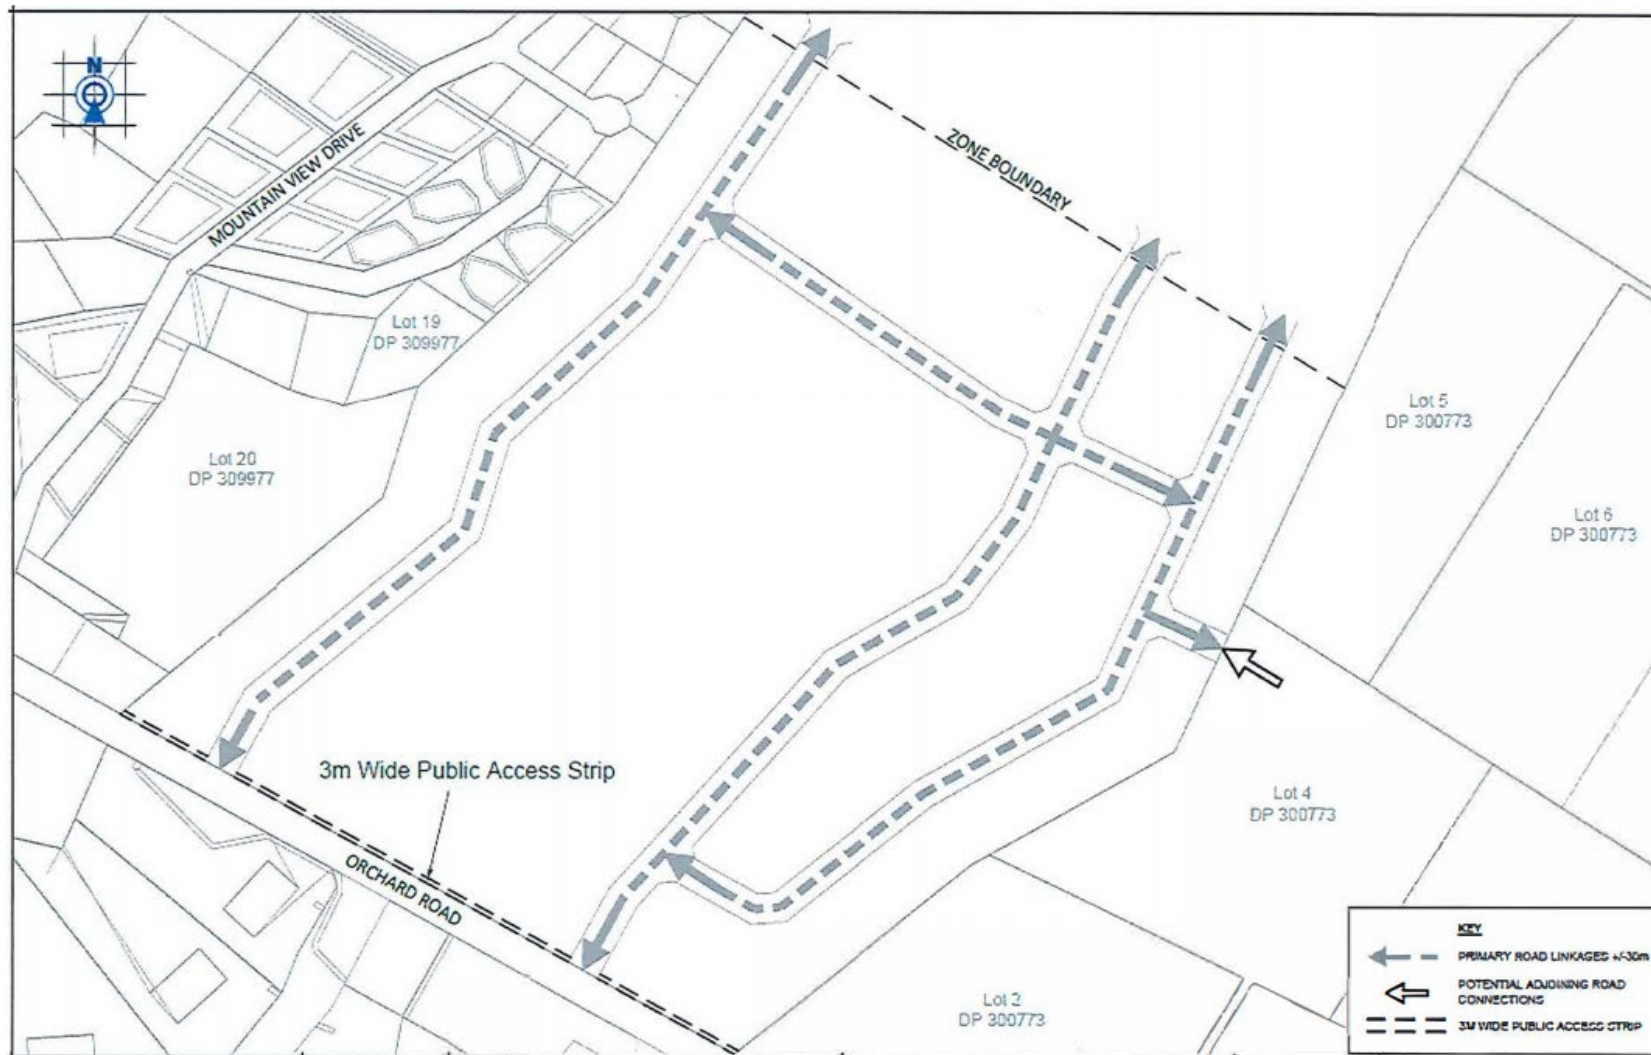 N
MOUNTAIN VIEW DRIVE
ZONE BOUNDARY
Lot 19
DP 309977
Lot 20
DP 309977
Lot 5
DP 300773
Lot 6
DP 300773
3m Wide Public Access Strip
ORCHARD ROAD
Lot 4
DP 300773
Lot 2
DP 300773
KEY
PRIMARY ROAD LINKAGES +/-30m
POTENTIAL ADJOINING ROAD
CONNECTIONS
3M WIDE PUBLIC ACCESS STRIP